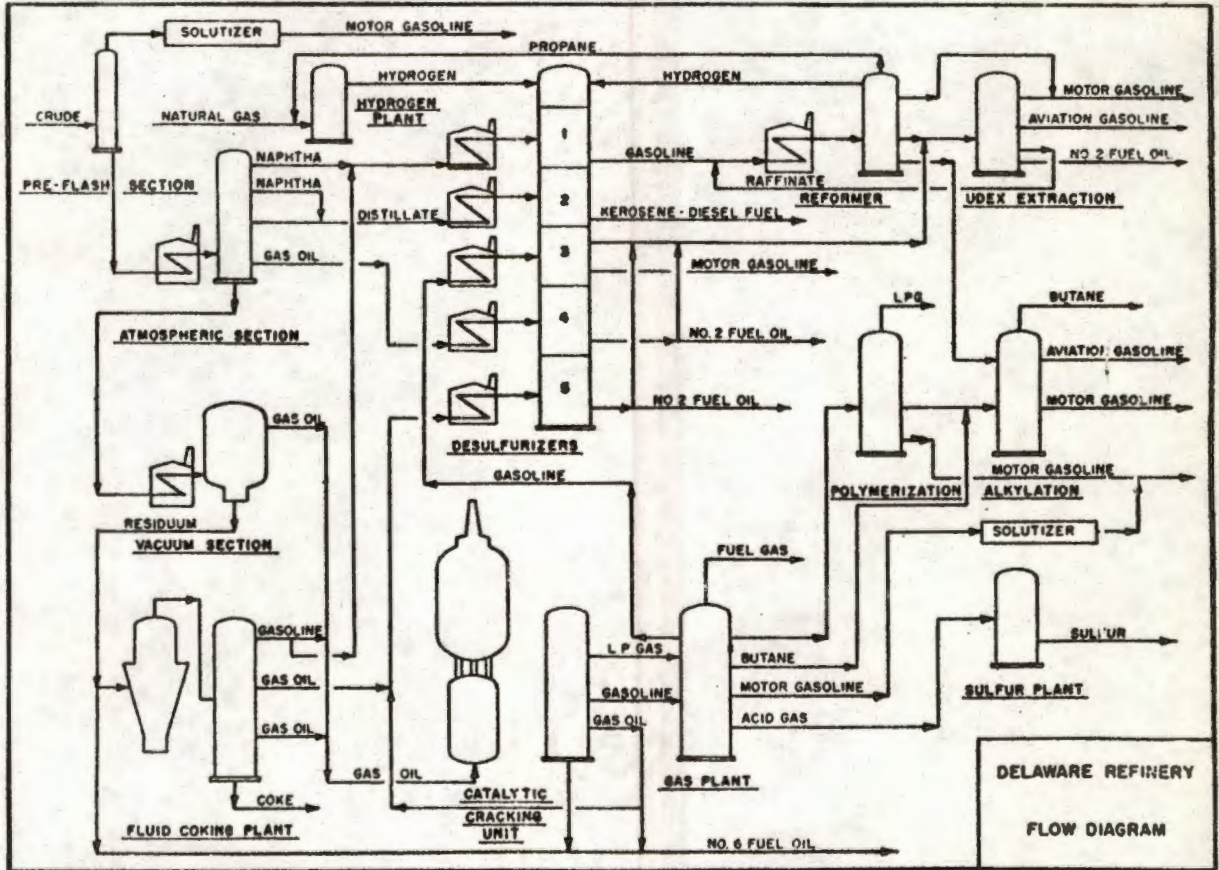 SOLUTIZER
MOTOR GASOLINE
PROPANE
HYDROGEN
HYDROGEN
HYDROGEN PLANT
CRUDE
NATURAL GAS
MOTOR GASOLINE
AVIATION GASOLINE
NO. 2 FUEL OIL
1
NAPHTHA
GASOLINE
RAFFINATE
REFORMER
UDEX EXTRACTION
PRE-FLASH SECTION
NAPHTHA
2
DISTILLATE
KEROSENE-DIESEL FUEL
3
GAS OIL
MOTOR GASOLINE
LPG
BUTANE
ATMOSPHERIC SECTION
4
NO. 2 FUEL OIL
AVIATION GASOLINE
5
NO 2 FUEL OIL
MOTOR GASOLINE
GAS OIL
DESULFURIZERS
GASOLINE
MOTOR GASOLINE
POLYMERIZATION
ALKYLATION
RESIDUUM
VACUUM SECTION
SOLUTIZER
FUEL GAS
GASOLINE
L P GAS
BUTANE
SULFUR
GAS OIL
GASOLINE
MOTOR GASOLINE
SULFUR PLANT
GAS OIL
GAS OIL
ACID GAS
GAS OIL
GAS PLANT
COKE
CATALYTIC
CRACKING
UNIT
FLUID COKING PLANT
NO. 6 FUEL OIL
DELAWARE REFINERY
FLOW DIAGRAM